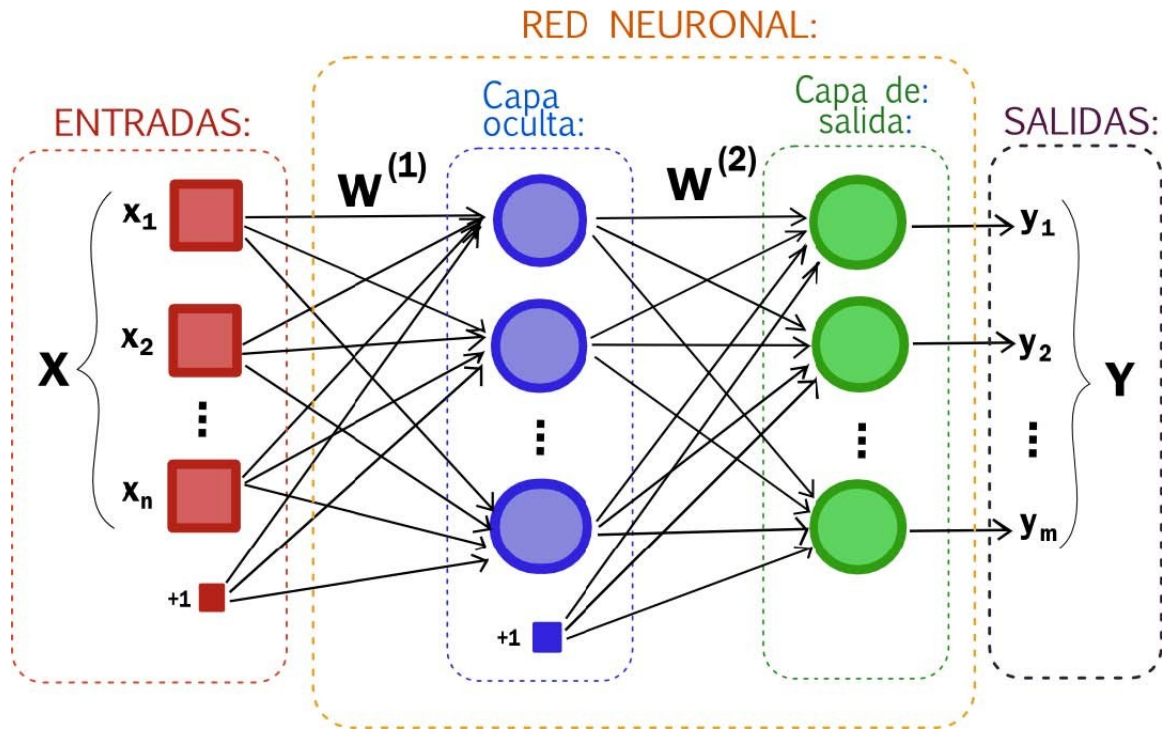 RED NEURONAL:
ENTRADAS:
Capa
oculta:
Capa de:
salida:
SALIDAS:
W(1)
W(2)
x1
x2
xn
X
+1
+1
y1
y2
ym
Y